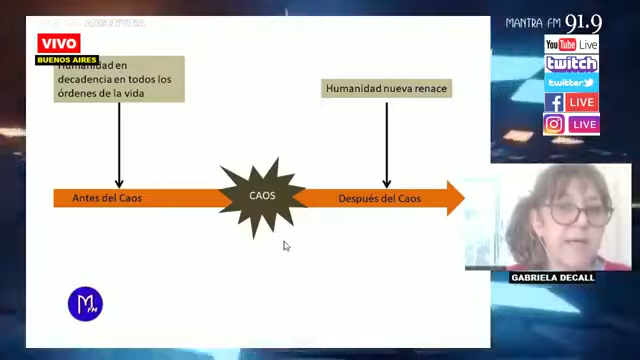 ARGENTINA
MANTRA FM 91.9
VIVO
BUENOS AIRES
YouTube Live
twitch
twitter
LIVE
LIVE
Humanidad en
decadencia en todos los
órdenes de la vida
Humanidad nueva renace
Antes del Caos
CAOS
Después del Caos
GABRIELA DECALL
M
FM